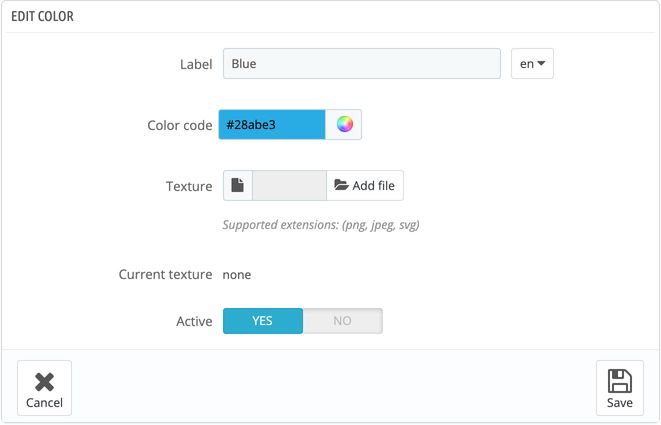 EDIT COLOR
Label Blue en
Color code #28abe3
Texture Add file
Supported extensions: (png, jpeg, svg)
Current texture none
Active YES NO
Cancel Save